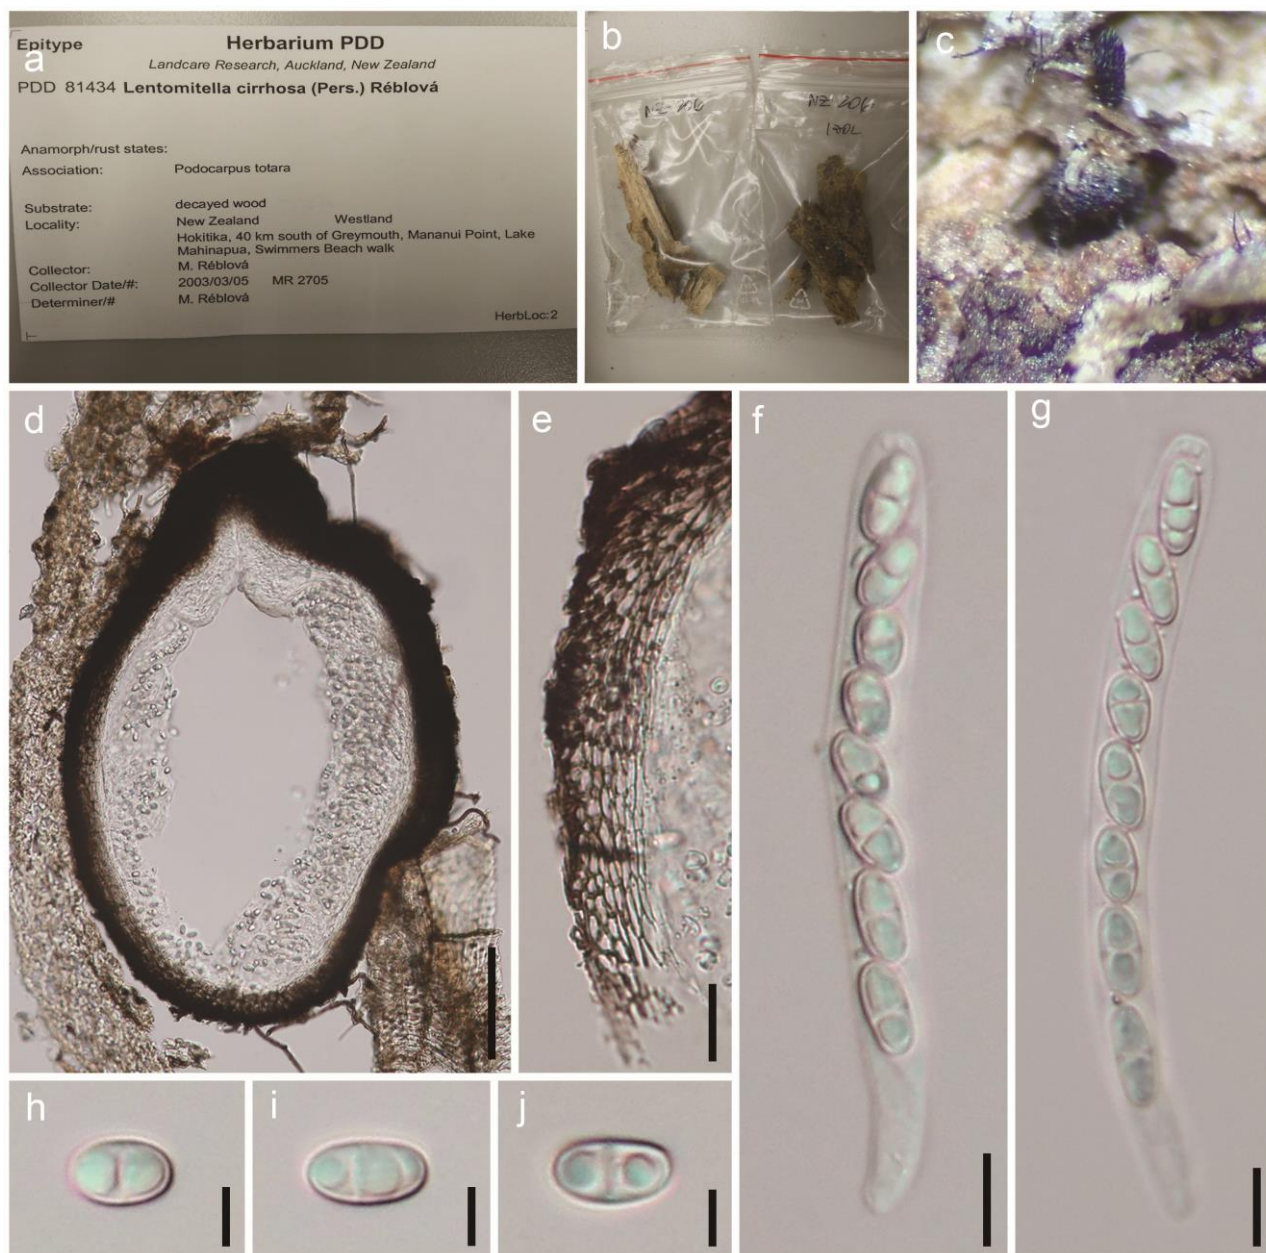 a
Epitype
Herbarium PDD
Landcare Research, Auckland, New Zealand
PDD 81434 Lentomitella cirrhosa (Pers.) Réblová
Anamorph/rust states:
Association: Podocarpus totara
Substrate: decayed wood
Locality: New Zealand Westland
Hokitika, 40 km south of Greymouth, Mananui Point, Lake
Mahinapua, Swimmers Beach walk
Collector: M. Réblová
Collector Date/#: 2003/03/05 MR 2705
Determiner/# M. Réblová
HerbLoc:2
b
NZ 206
NZ 206
c
d
e
f
g
h
i
j